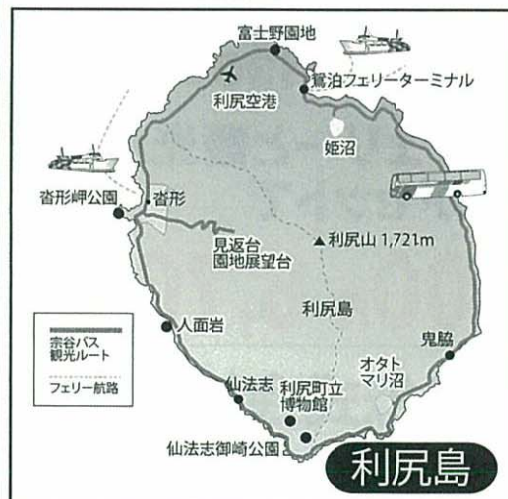 富士野園地
鴛泊フェリーターミナル
利尻空港
姫沼
沓形岬公園
沓形
見返台
園地展望台
利尻山 1,721m
利尻島
人面岩
鬼脇
オタト
マリ沼
宗谷バス
観光ルート
フェリー航路
仙法志
利尻町立
博物館
仙法志御崎公園
利尻島